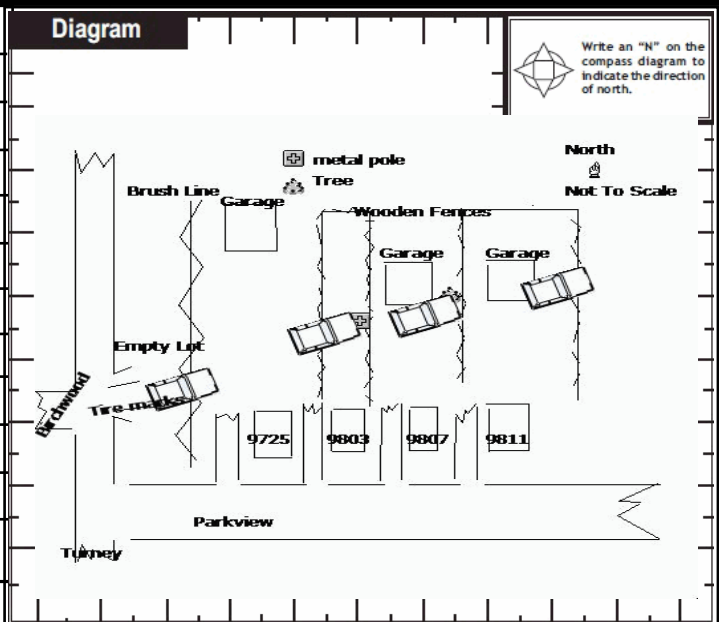 Diagram
Write an “N” on the
compass diagram to
indicate the direction
of north.
metal pole
Tree
North
Not To Scale
Brush Line
Garage
Wooden Fences
Garage
Garage
Empty Lot
Birchwood
Tire marks
9725
9803
9807
9811
Parkview
Turney